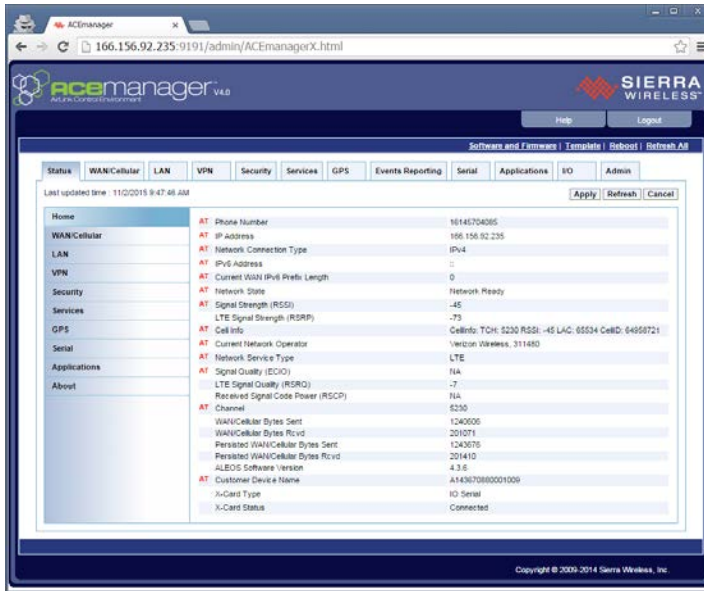 ACEmanager
166.156.92.235:9191/admin/ACEmanagerX.html
acemanager V4.0
AirLink Control Environment
SIERRA
WIRELESS
Help Logout
Software and Firmware | Template | Reboot | Refresh All
Status WAN/Cellular LAN VPN Security Services GPS Events Reporting Serial Applications I/O Admin
Last updated time : 11/2/2015 9:47:46 AM
Apply Refresh Cancel
Home
WAN/Cellular
LAN
VPN
Security
Services
GPS
Serial
Applications
About
AT Phone Number 16145704085
AT IP Address 166.156.92.235
AT Network Connection Type IPv4
AT IPv6 Address ::
AT Current WAN IPv6 Prefix Length 0
AT Network State Network Ready
AT Signal Strength (RSSI) -45
LTE Signal Strength (RSRP) -73
AT Cell Info CellInfo: TCH: 5230 RSSI: -45 LAC: 65534 CellID: 64958721
AT Current Network Operator Verizon Wireless, 311480
AT Network Service Type LTE
AT Signal Quality (ECIO) NA
LTE Signal Quality (RSRQ) -7
Received Signal Code Power (RSCP) NA
AT Channel 5230
WAN/Cellular Bytes Sent 1240606
WAN/Cellular Bytes Rcvd 201071
Persisted WAN/Cellular Bytes Sent 1243676
Persisted WAN/Cellular Bytes Rcvd 201410
ALEOS Software Version 4.3.6
AT Customer Device Name A143670880001009
X-Card Type IO Serial
X-Card Status Connected
Copyright © 2009-2014 Sierra Wireless, Inc.